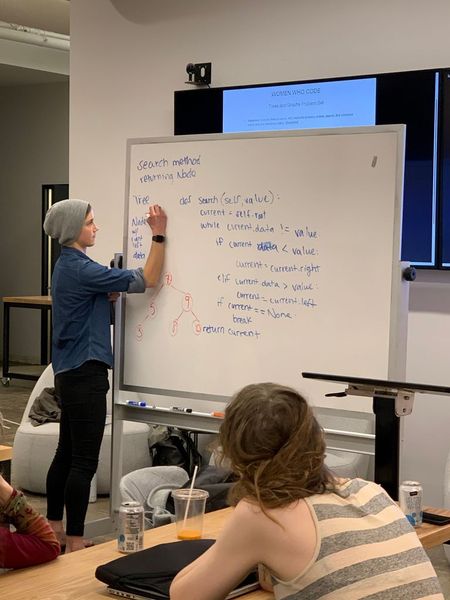 WOMEN WHO CODE
Trees and Graphs Problem Set
search method
returning Node
Tree
Node
w/
right
left
data
def search(self, value):
current = self.root
while current.data != value:
if current.data < value:
current = current.right
elif current.data > value:
current = current.left
if current == None:
break
return current
7
5
9
3
8